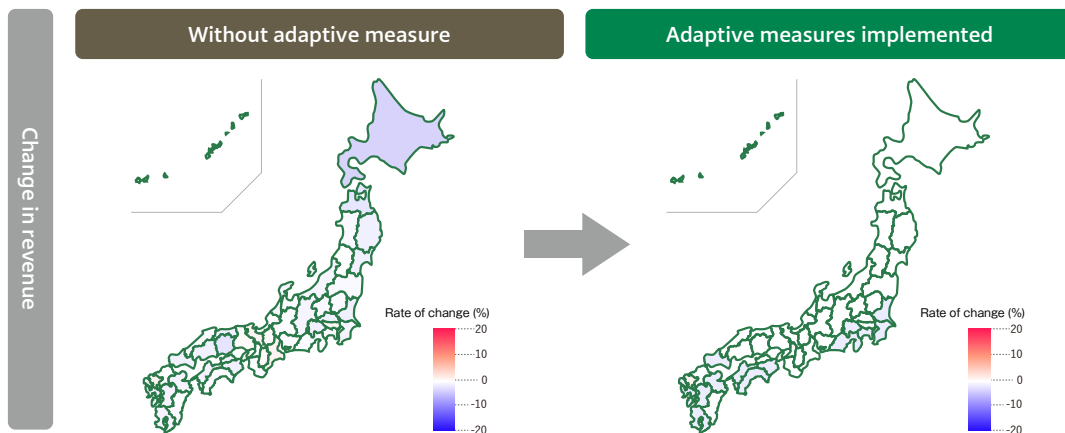 Change in revenue
Without adaptive measure
Adaptive measures implemented
Rate of change (%)
20
10
0
-10
-20
Rate of change (%)
20
10
0
-10
-20